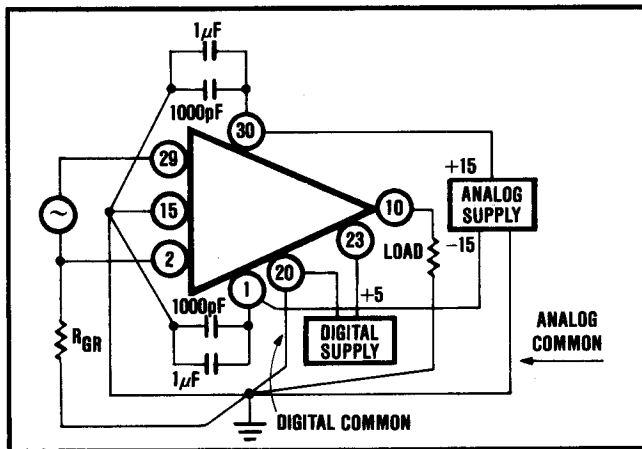 1μF
1000pF
30
29
+15
15
10
ANALOG
SUPPLY
23
-15
2
LOAD
20
+5
1
1000pF
DIGITAL
SUPPLY
ANALOG
COMMON
RGR
1μF
DIGITAL COMMON